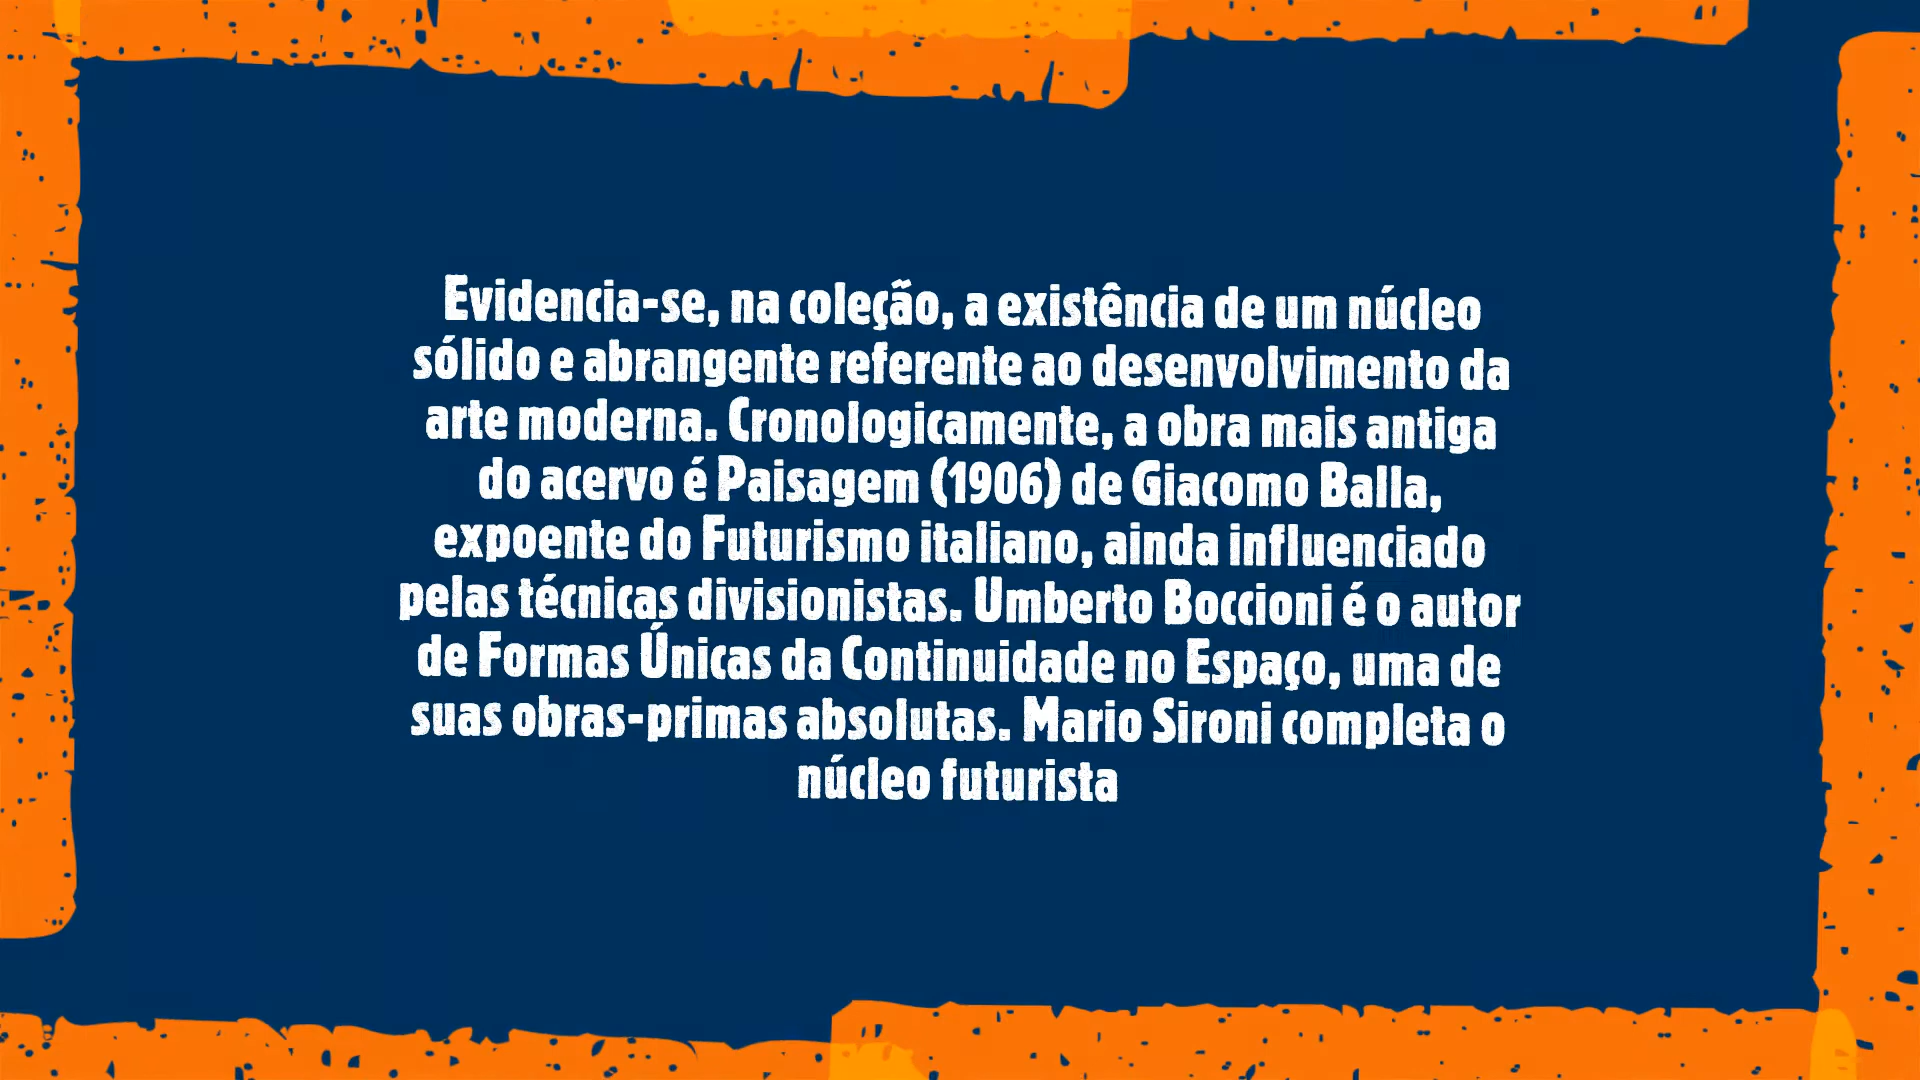 Evidencia-se, na coleção, a existência de um núcleo
sólido e abrangente referente ao desenvolvimento da
arte moderna. Cronologicamente, a obra mais antiga
do acervo é Paisagem (1906) de Giacomo Balla,
expoente do Futurismo italiano, ainda influenciado
pelas técnicas divisionistas. Umberto Boccioni é o autor
de Formas Únicas da Continuidade no Espaço, uma de
suas obras-primas absolutas. Mario Sironi completa o
núcleo futurista